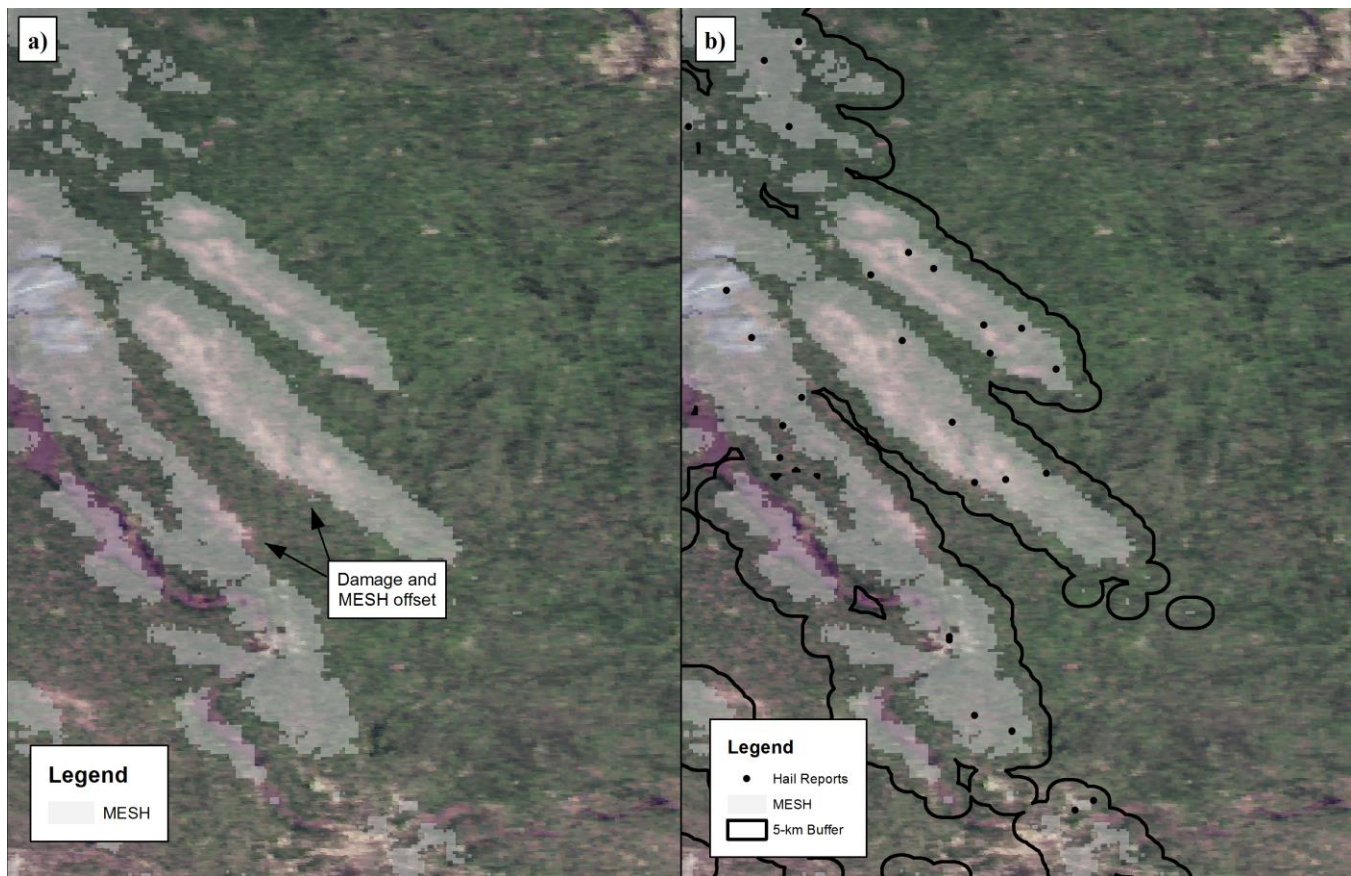 a)
Damage and
MESH offset
Legend
MESH
b)
Legend
Hail Reports
MESH
5-km Buffer